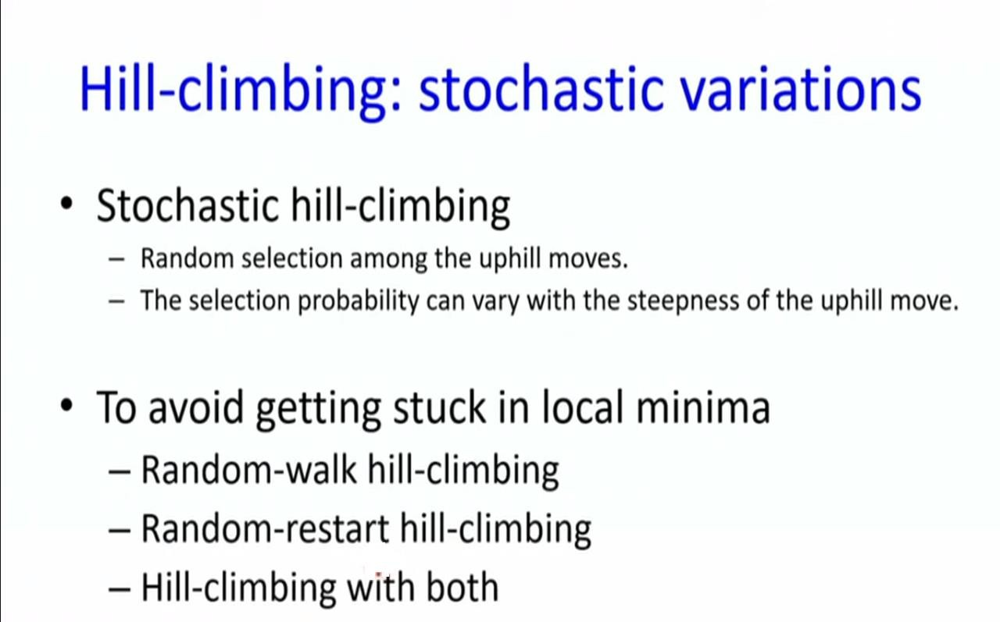 Hill-climbing: stochastic variations
• Stochastic hill-climbing
– Random selection among the uphill moves.
– The selection probability can vary with the steepness of the uphill move.
• To avoid getting stuck in local minima
– Random-walk hill-climbing
– Random-restart hill-climbing
– Hill-climbing with both